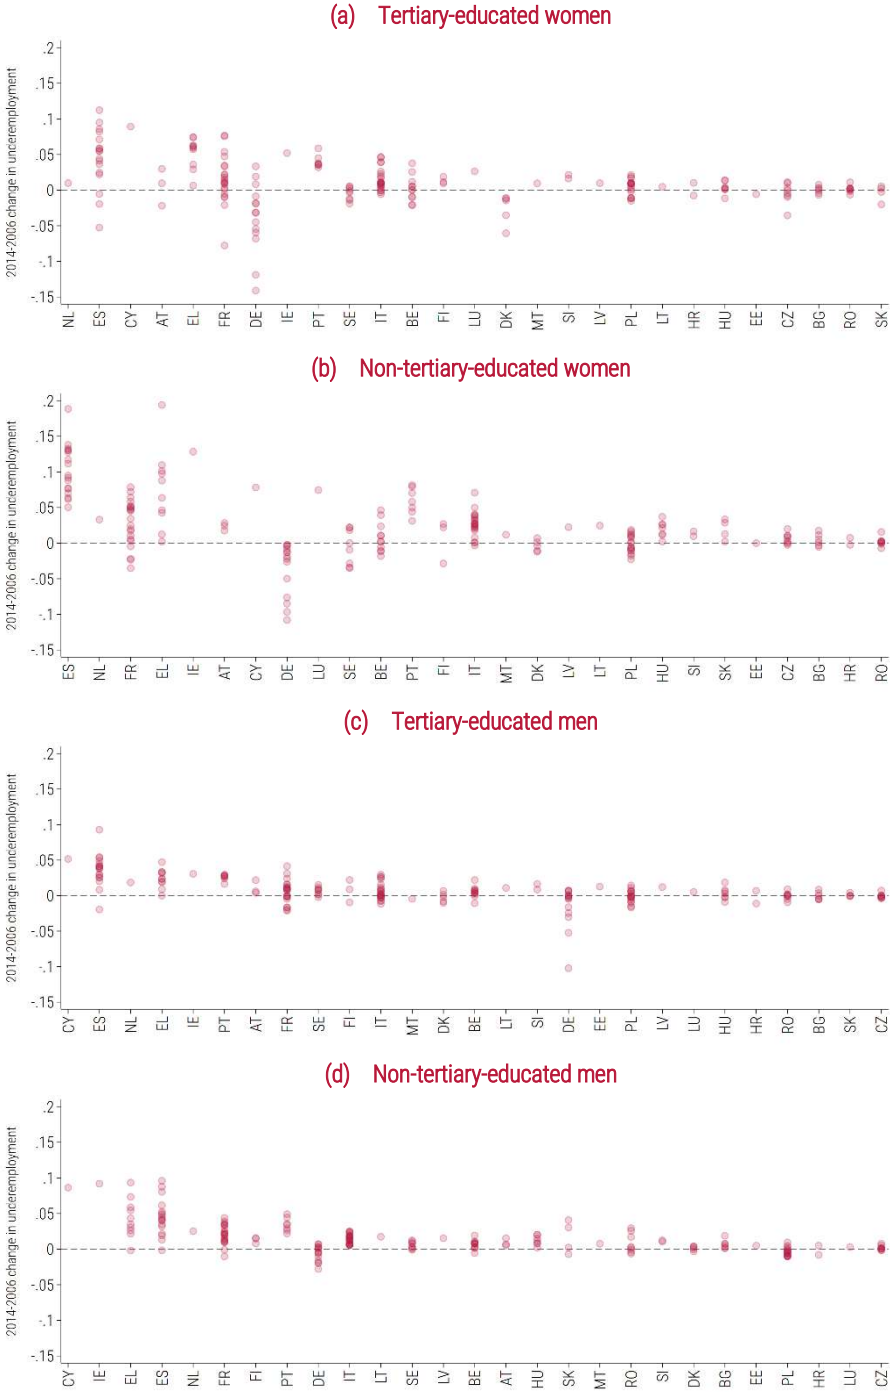 (a) Tertiary-educated women
2014-2006 change in underemployment
.2
.15
.1
.05
0
-.05
-.1
-.15
NL ES CY AT EL FR DE IE PT SE IT BE FI LU DK MT SI LV PL LT HR HU EE CZ BG RO SK
(b) Non-tertiary-educated women
2014-2006 change in underemployment
.2
.15
.1
.05
0
-.05
-.1
-.15
ES NL FR EL IE AT CY DE LU SE BE PT FI IT MT DK LV LT PL HU SI SK EE CZ BG HR RO
(c) Tertiary-educated men
2014-2006 change in underemployment
.2
.15
.1
.05
0
-.05
-.1
-.15
CY ES NL EL IE PT AT FR SE FI IT MT DK BE LT SI DE EE PL LV LU HU HR RO BG SK CZ
(d) Non-tertiary-educated men
2014-2006 change in underemployment
.2
.15
.1
.05
0
-.05
-.1
-.15
CY IE EL ES NL FR FI PT DE IT LT SE LV BE AT HU SK MT RO SI DK BG EE PL HR LU CZ